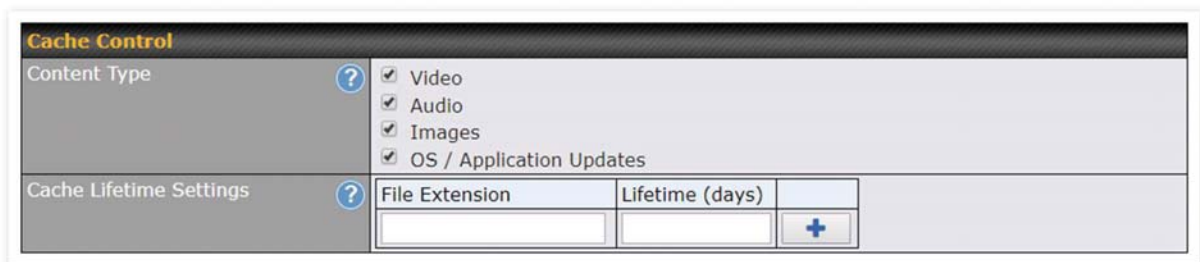 Cache Control
Content Type ?
Video
Audio
Images
OS / Application Updates
Cache Lifetime Settings ?
File Extension Lifetime (days)